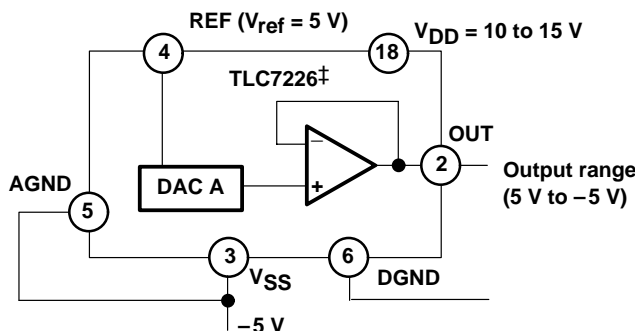 REF (Vref = 5 V)
4
18
VDD = 10 to 15 V
TLC7226‡
−
OUT
2
Output range
(5 V to −5 V)
AGND
DAC A
+
5
3
6
VSS
DGND
−5 V